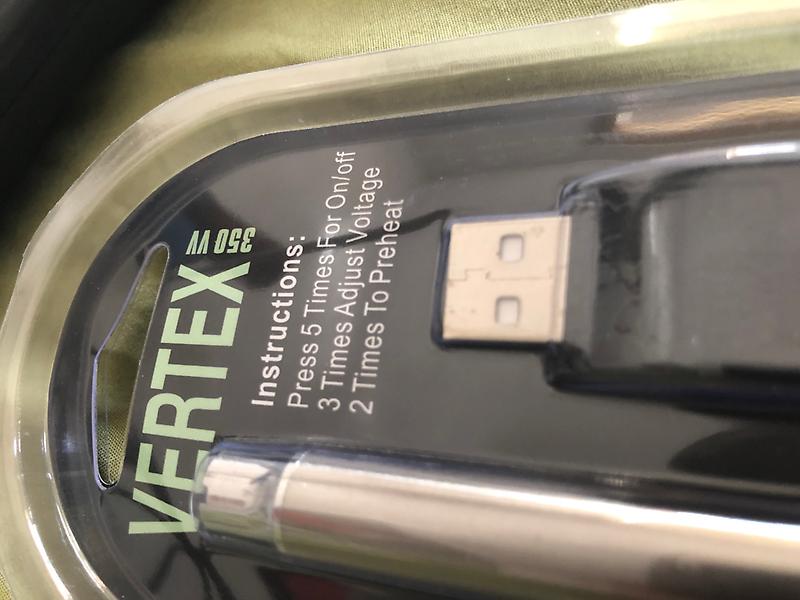 VERTEX
350 VV
Instructions:
Press 5 Times For On/off
3 Times Adjust Voltage
2 Times To Preheat